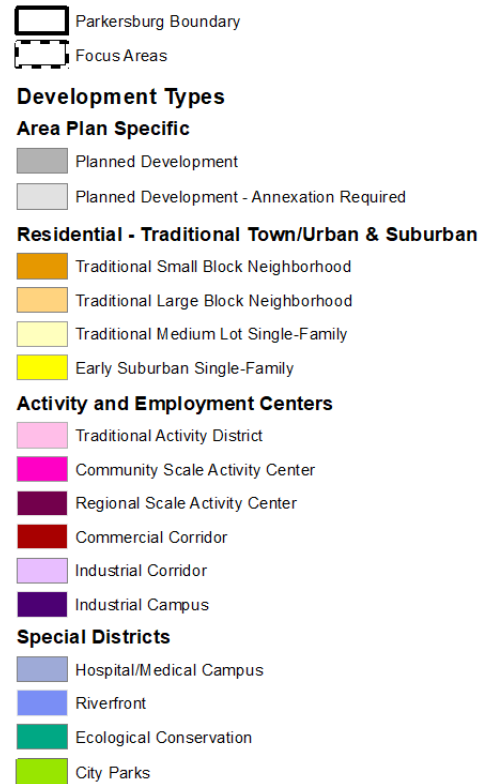 Parkersburg Boundary
Focus Areas
Development Types
Area Plan Specific
Planned Development
Planned Development - Annexation Required
Residential - Traditional Town/Urban & Suburban
Traditional Small Block Neighborhood
Traditional Large Block Neighborhood
Traditional Medium Lot Single-Family
Early Suburban Single-Family
Activity and Employment Centers
Traditional Activity District
Community Scale Activity Center
Regional Scale Activity Center
Commercial Corridor
Industrial Corridor
Industrial Campus
Special Districts
Hospital/Medical Campus
Riverfront
Ecological Conservation
City Parks